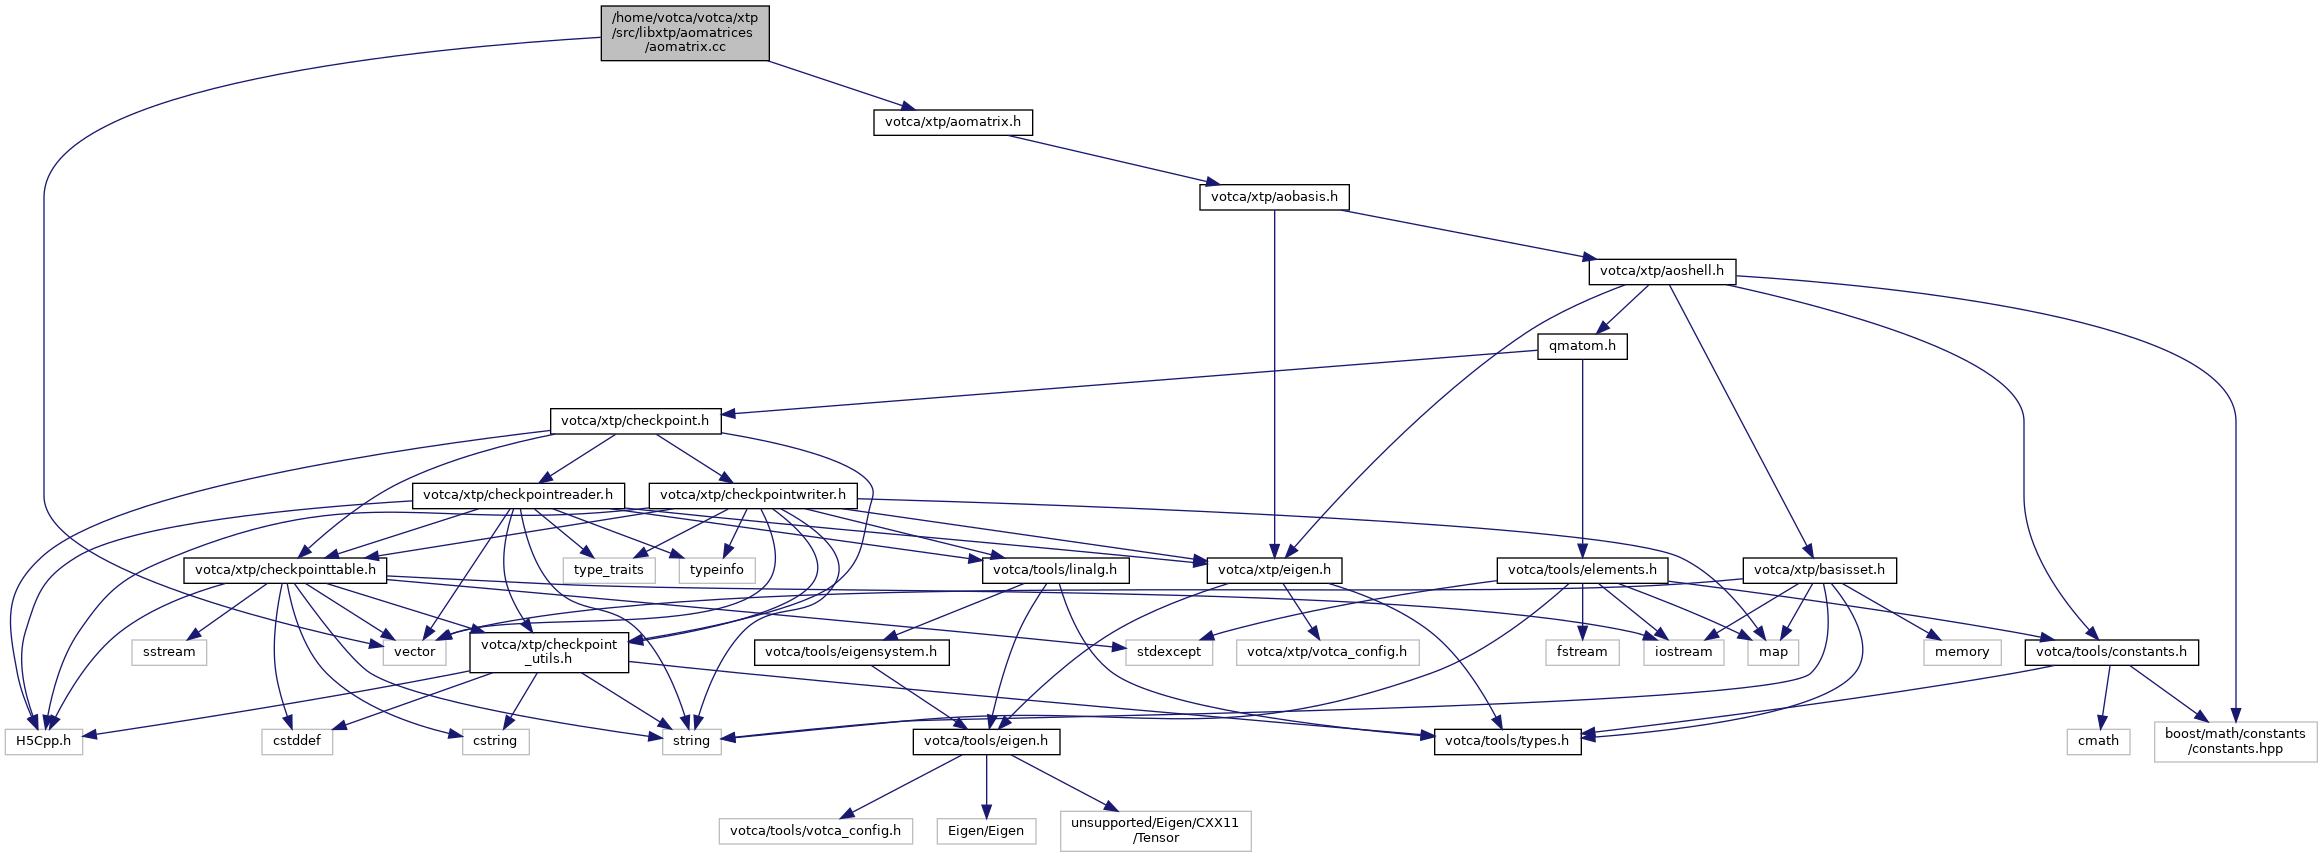 /home/votca/votca/xtp
/src/libxtp/aomatrices
/aomatrix.cc
votca/xtp/aomatrix.h
votca/xtp/aobasis.h
votca/xtp/aoshell.h
qmatom.h
votca/xtp/checkpoint.h
votca/xtp/checkpointreader.h
votca/xtp/checkpointwriter.h
votca/xtp/checkpointtable.h
type_traits
typeinfo
votca/tools/linalg.h
votca/xtp/eigen.h
votca/tools/elements.h
votca/xtp/basisset.h
sstream
vector
votca/xtp/checkpoint
_utils.h
votca/tools/eigensystem.h
stdexcept
votca/xtp/votca_config.h
fstream
iostream
map
memory
votca/tools/constants.h
H5Cpp.h
cstddef
cstring
string
votca/tools/eigen.h
votca/tools/types.h
cmath
boost/math/constants
/constants.hpp
votca/tools/votca_config.h
Eigen/Eigen
unsupported/Eigen/CXX11
/Tensor